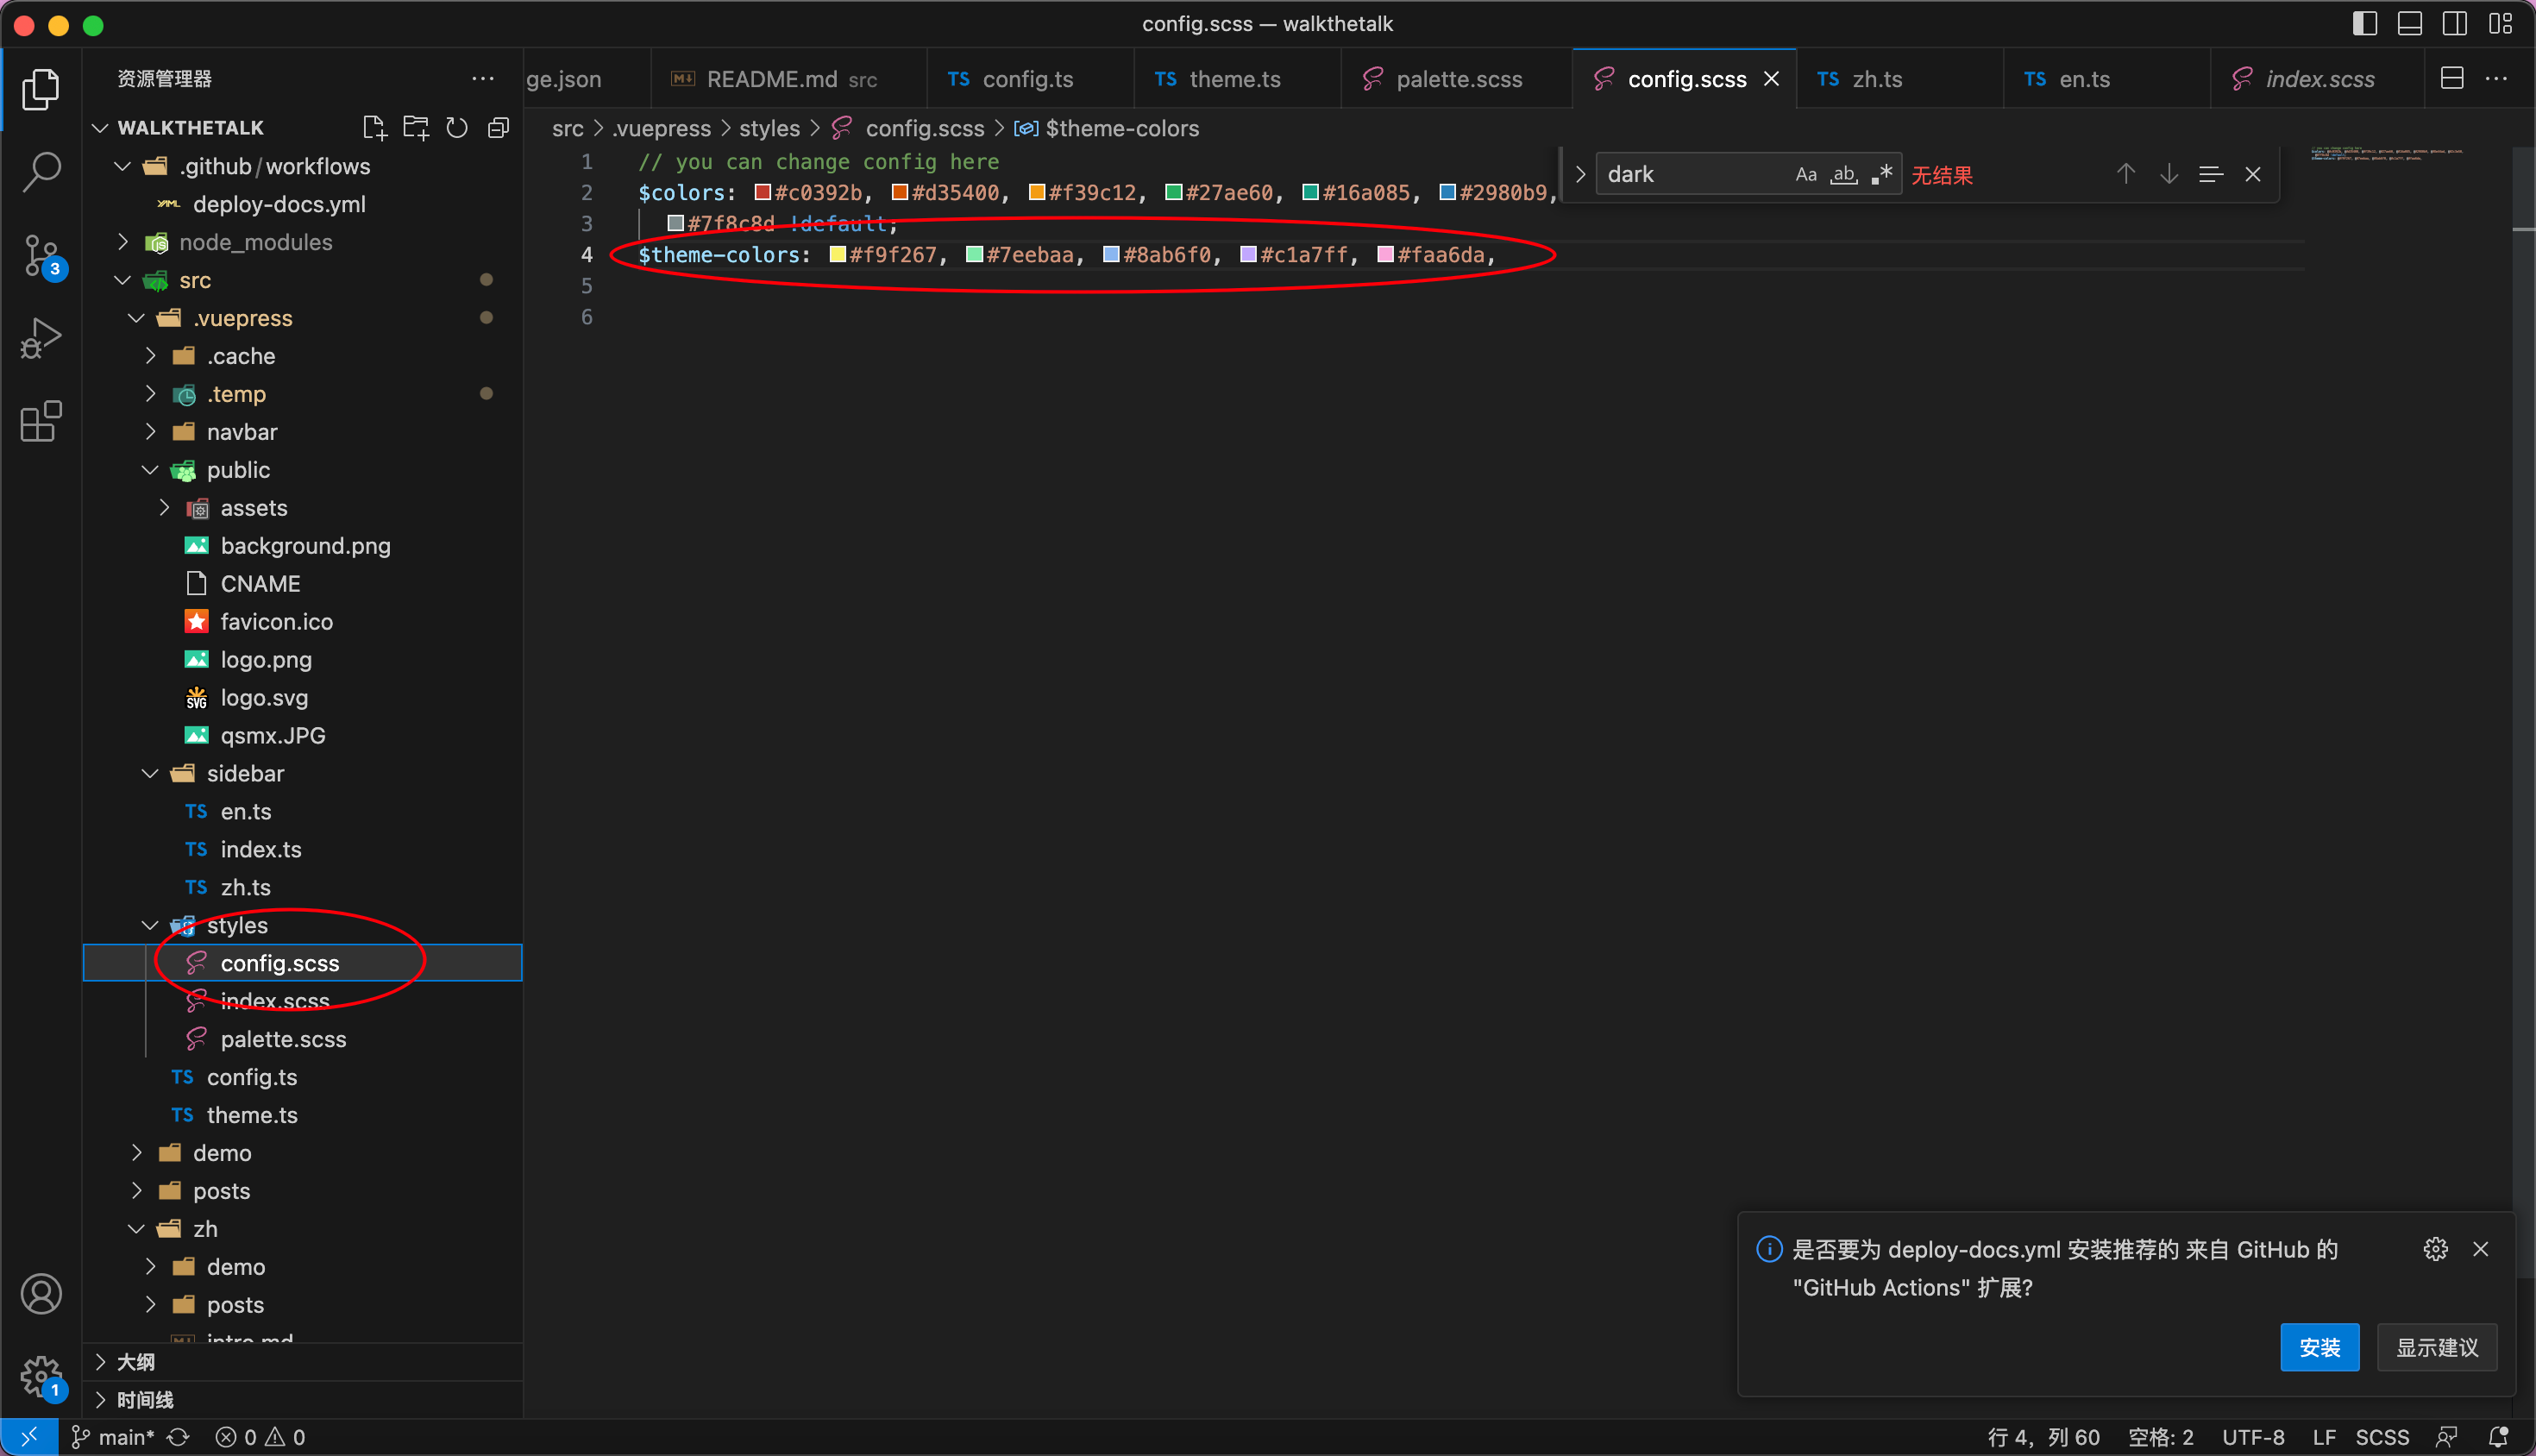 config.scss — walkthetalk
资源管理器
ge.json
README.md src
TS config.ts
TS theme.ts
palette.scss
config.scss
TS zh.ts
TS en.ts
index.scss
WALKTHETALK
src > .vuepress > styles > config.scss > $theme-colors
.github/workflows
deploy-docs.yml
node_modules
src
.vuepress
.cache
.temp
navbar
public
assets
background.png
CNAME
favicon.ico
logo.png
SVG logo.svg
qsmx.JPG
sidebar
TS en.ts
TS index.ts
TS zh.ts
styles
config.scss
index.scss
palette.scss
TS config.ts
TS theme.ts
demo
posts
zh
demo
posts
intro.md
大纲
时间线
3
1
1 // you can change config here
2 $colors: #c0392b, #d35400, #f39c12, #27ae60, #16a085, #2980b9,
3 #7f8c8d !default;
4 $theme-colors: #f9f267, #7eebaa, #8ab6f0, #c1a7ff, #faa6da,
5
6
dark Aa ab .* 无结果
是否要为 deploy-docs.yml 安装推荐的 来自 GitHub 的
"GitHub Actions" 扩展?
安装 显示建议
main* 0 0
行 4, 列 60 空格: 2 UTF-8 LF SCSS